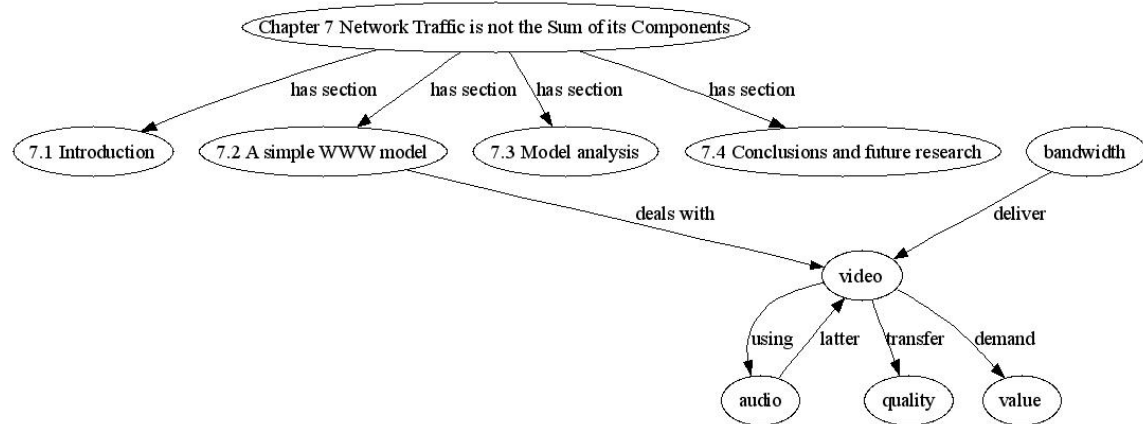 Chapter 7 Network Traffic is not the Sum of its Components
has section
has section
has section
has section
7.1 Introduction
7.2 A simple WWW model
7.3 Model analysis
7.4 Conclusions and future research
bandwidth
deals with
deliver
video
using
latter
transfer
demand
audio
quality
value